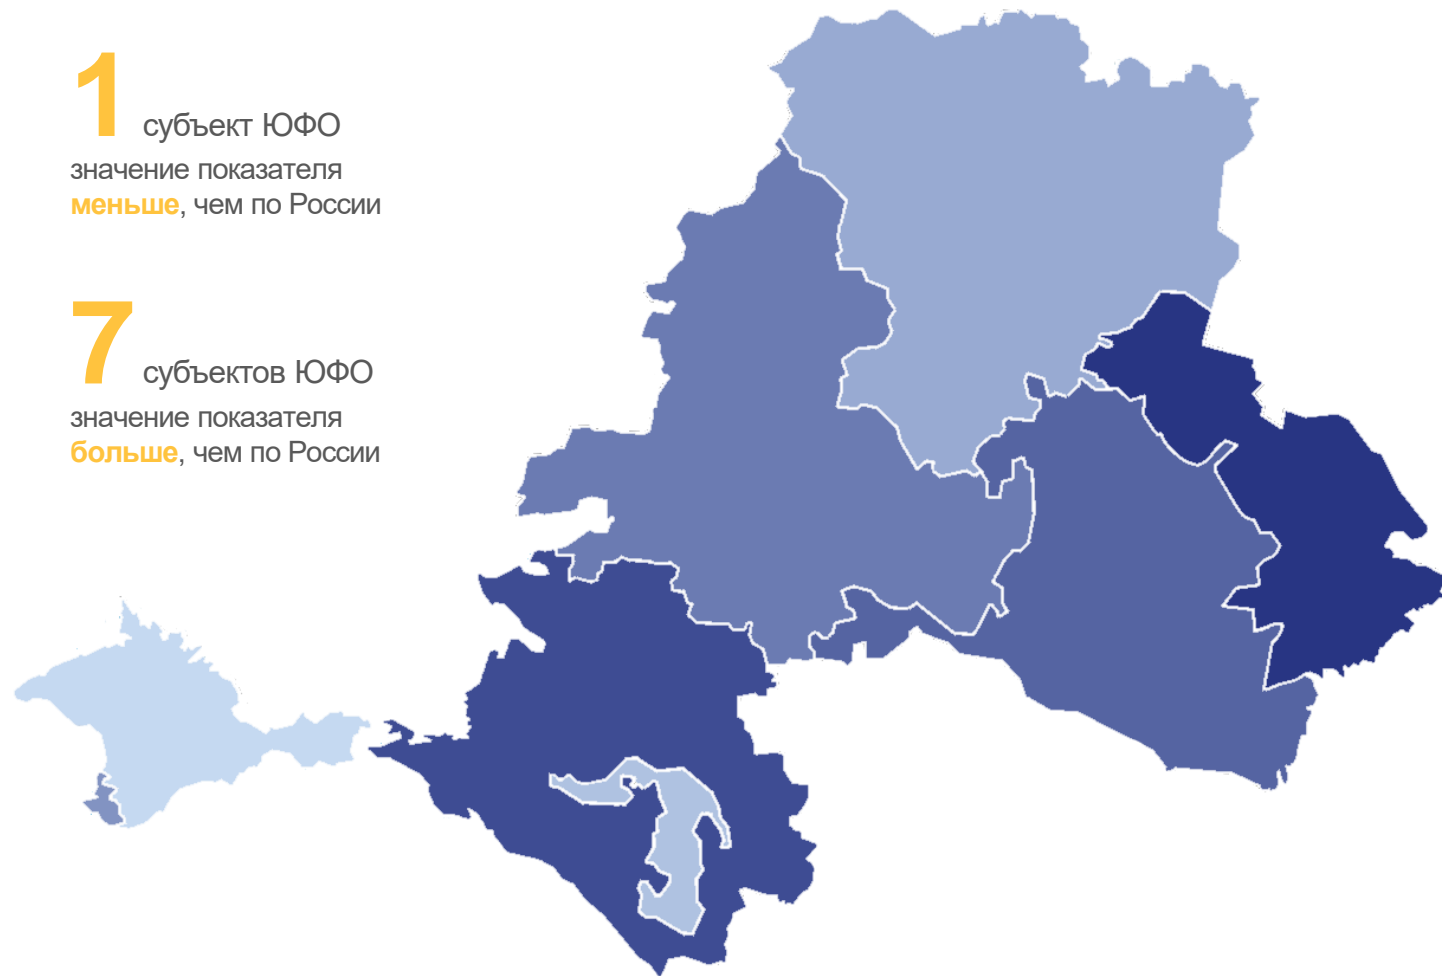 1 субъект ЮФО
значение показателя
меньше, чем по России
7 субъектов ЮФО
значение показателя
больше, чем по России